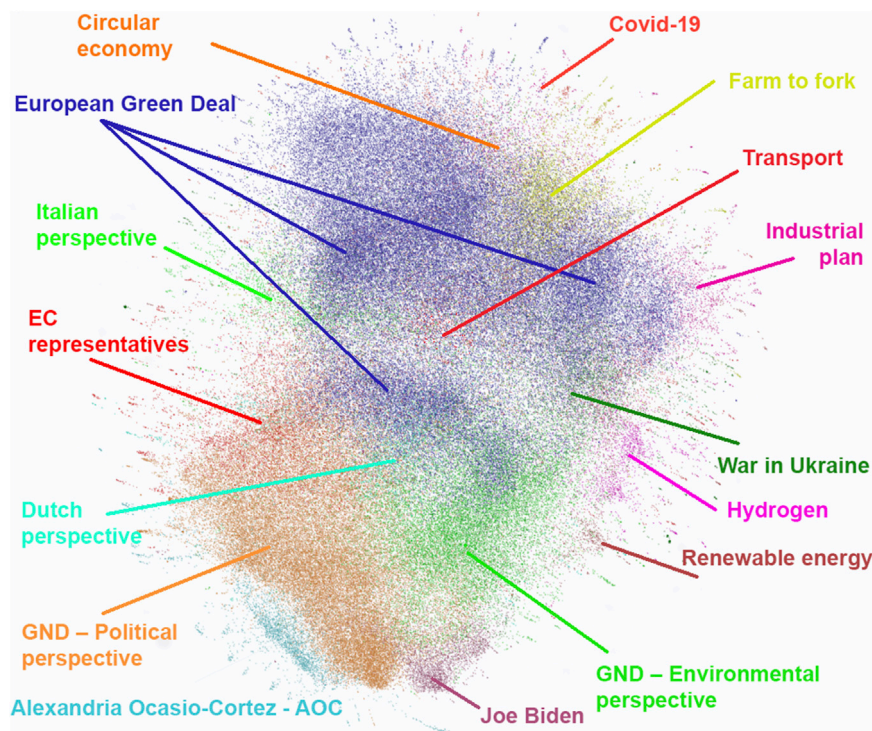 Circular
economy
Covid-19
Farm to fork
European Green Deal
Transport
Italian
perspective
Industrial
plan
EC
representatives
War in Ukraine
Dutch
perspective
Hydrogen
Renewable energy
GND – Political
perspective
GND – Environmental
perspective
Alexandria Ocasio-Cortez - AOC
Joe Biden